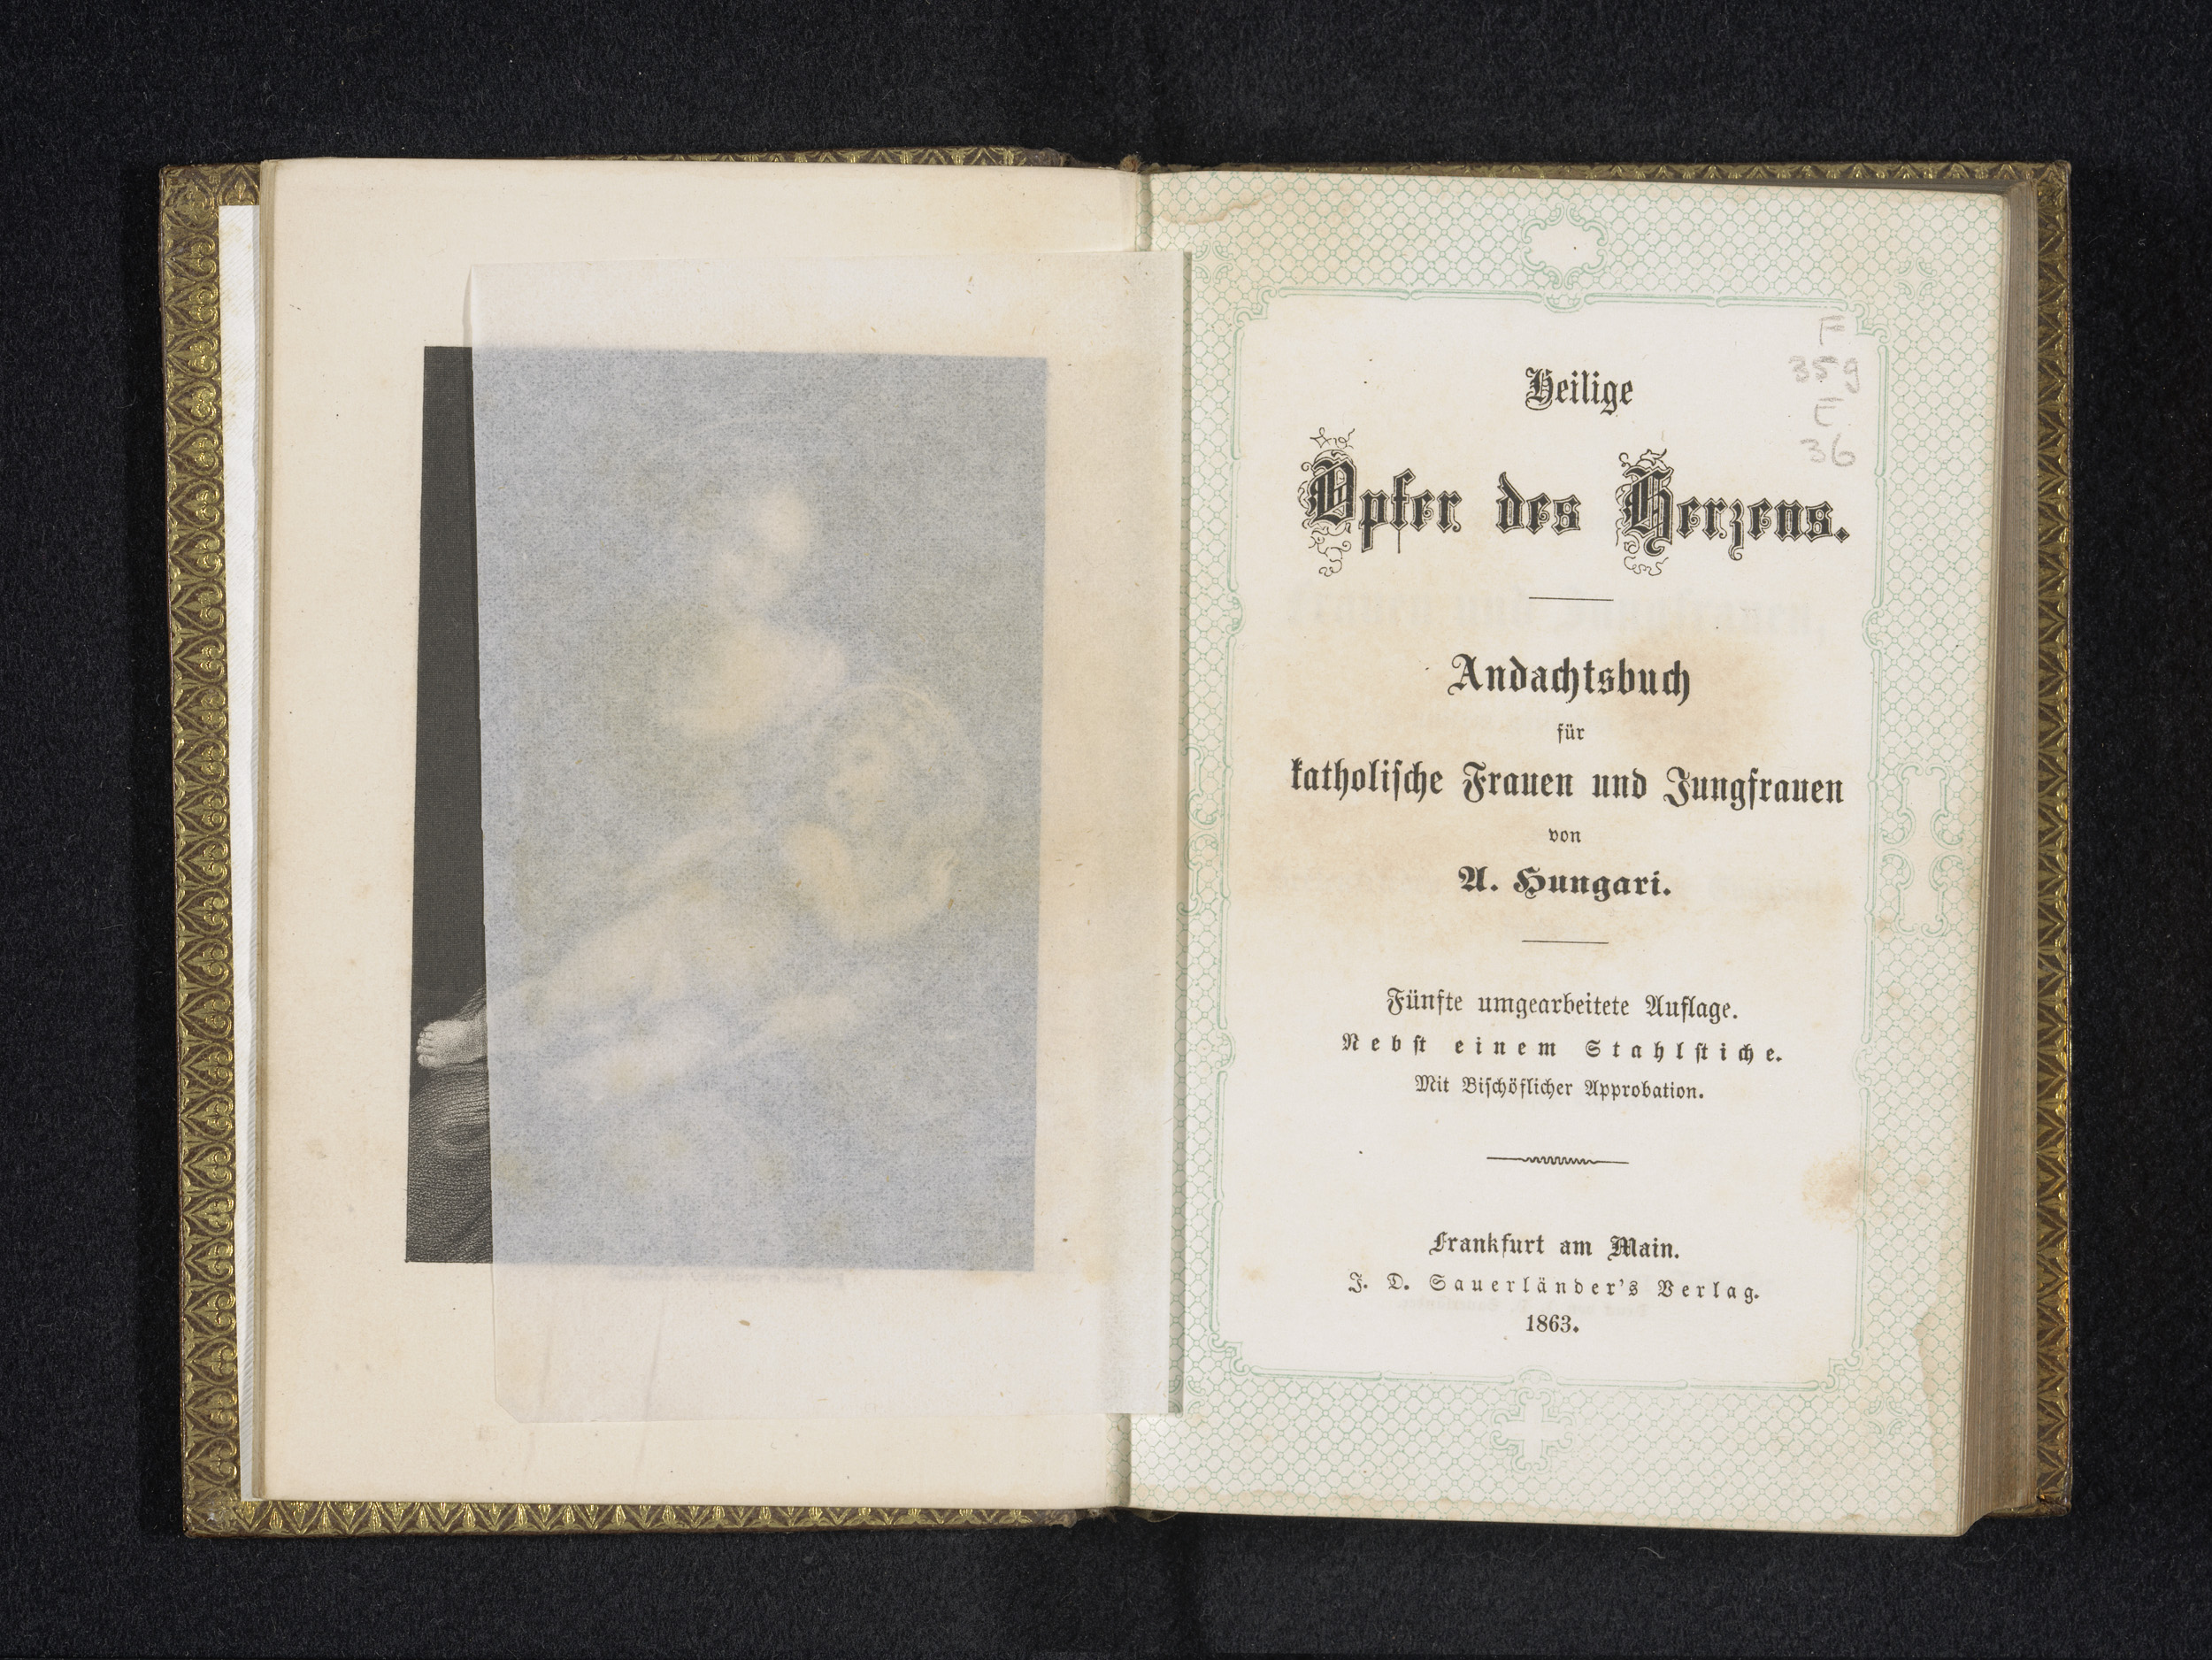 F
359
E
36
Heilige
Opfer des Herzens.
Andachtsbuch
für
katholische Frauen und Jungfrauen
von
A. Hungari.
Fünfte umgearbeitete Auflage.
Nebst einem Stahlstiche.
Mit Bischöflicher Approbation.
Frankfurt am Main.
J. D. Sauerländer's Verlag.
1863.